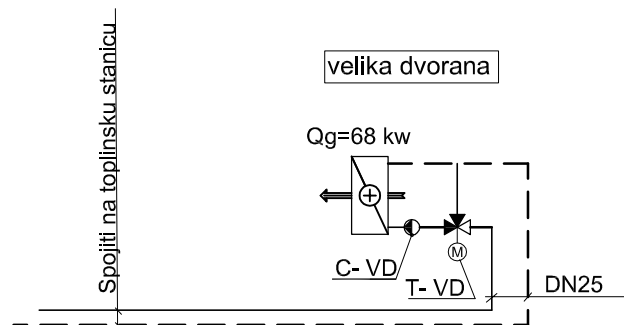 velika dvorana
Qg=68 kw
Spojiti na toplinsku stanicu
C- VD
M
T- VD
DN25